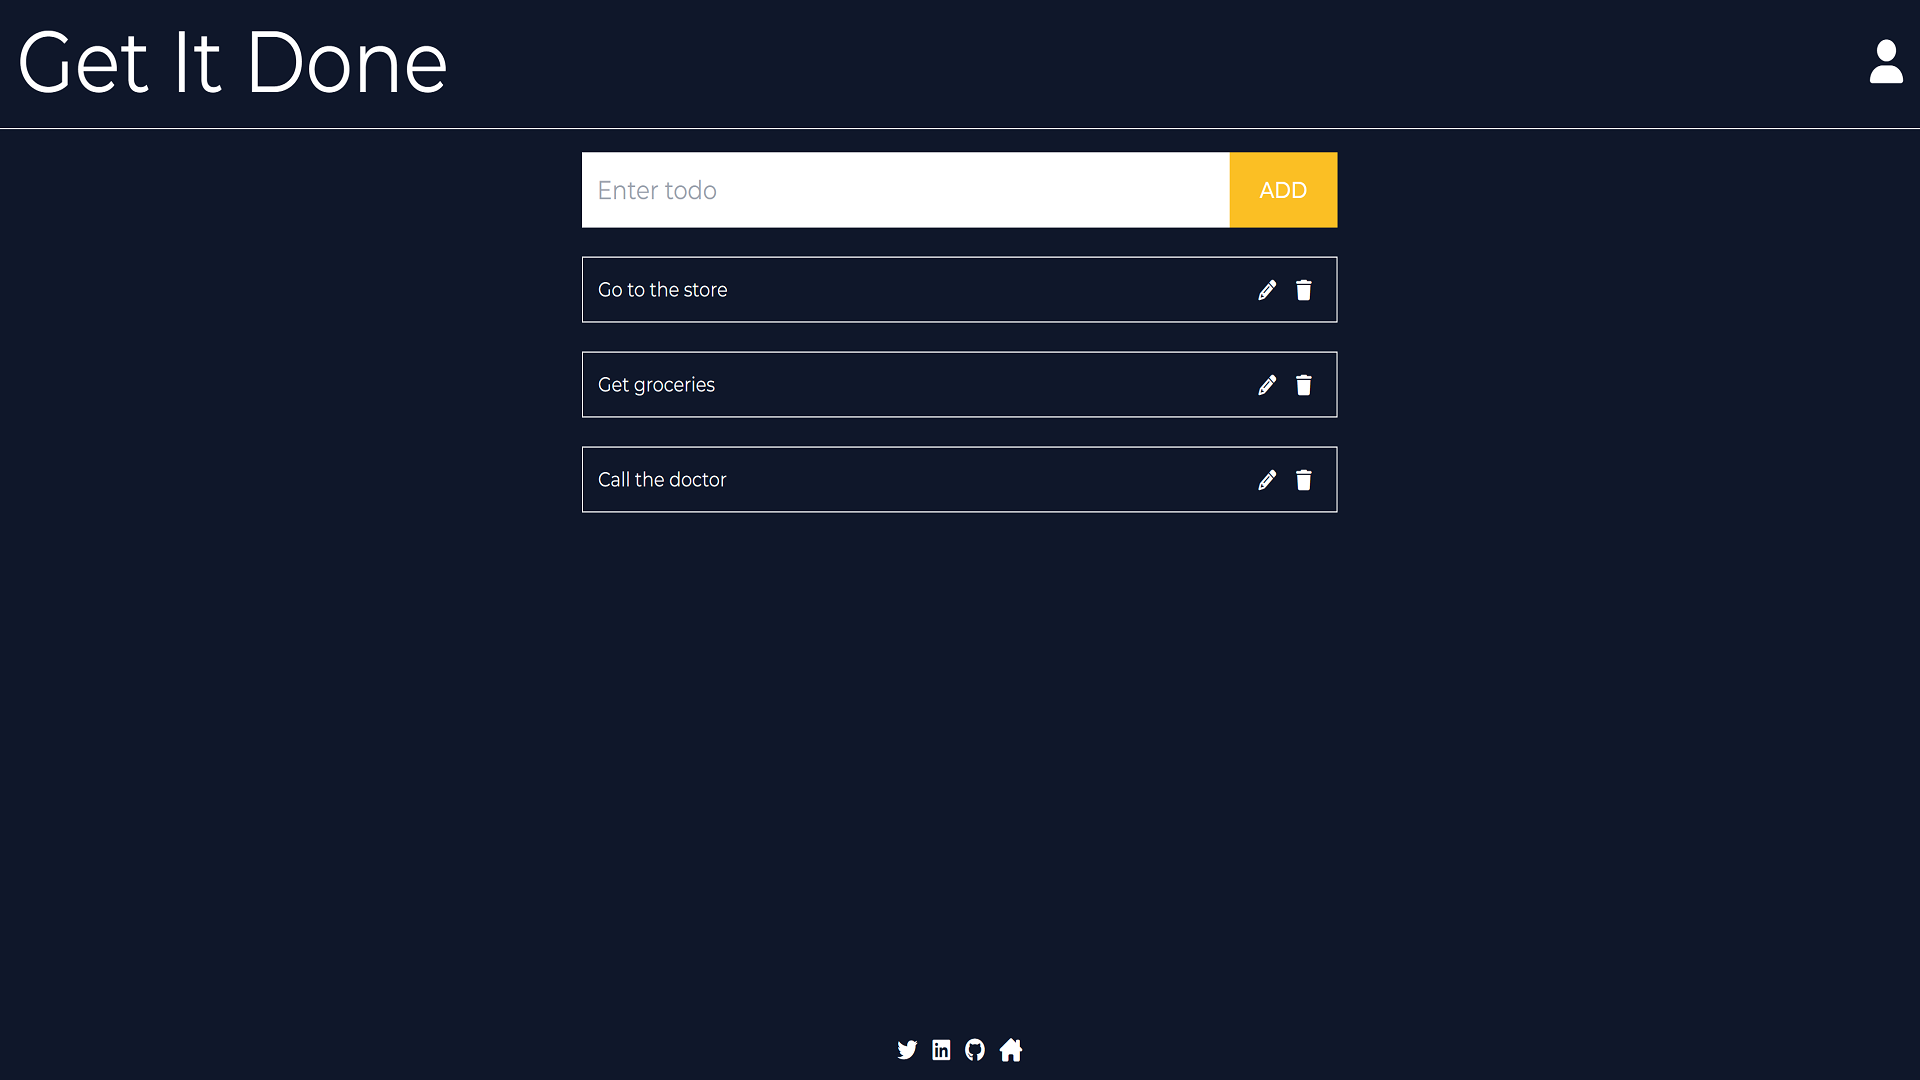 Get It Done
Enter todo
ADD
Go to the store
Get groceries
Call the doctor